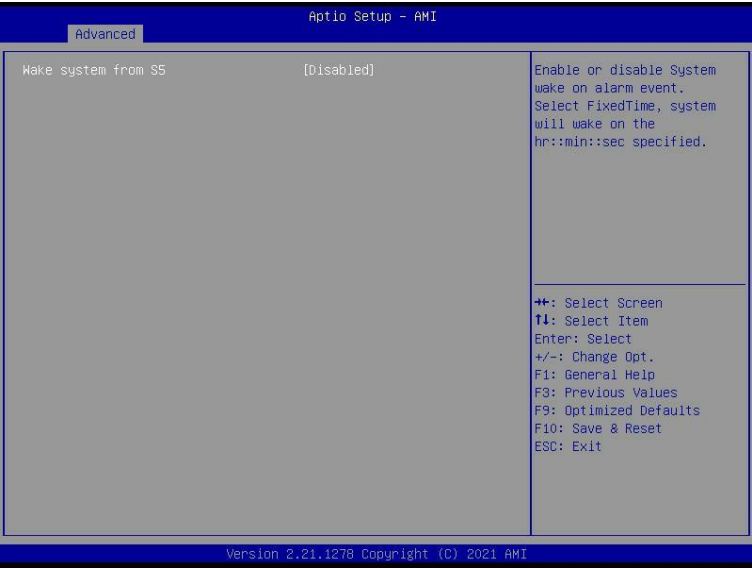 Aptio Setup – AMI
Advanced
Wake system from S5 [Disabled]
Enable or disable System
wake on alarm event.
Select FixedTime, system
will wake on the
hr::min::sec specified.
→←: Select Screen
↑↓: Select Item
Enter: Select
+/-: Change Opt.
F1: General Help
F3: Previous Values
F9: Optimized Defaults
F10: Save & Reset
ESC: Exit
Version 2.21.1278 Copyright (C) 2021 AMI